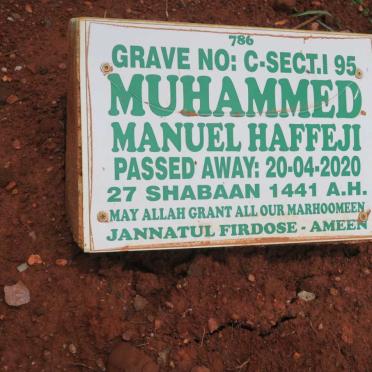 786
GRAVE NO: C-SECT.I 95
MUHAMMED
MANUEL HAFFEJI
PASSED AWAY: 20-04-2020
27 SHABAAN 1441 A.H.
MAY ALLAH GRANT ALL OUR MARHOOMEEN
JANNATUL FIRDOSE - AMEEN